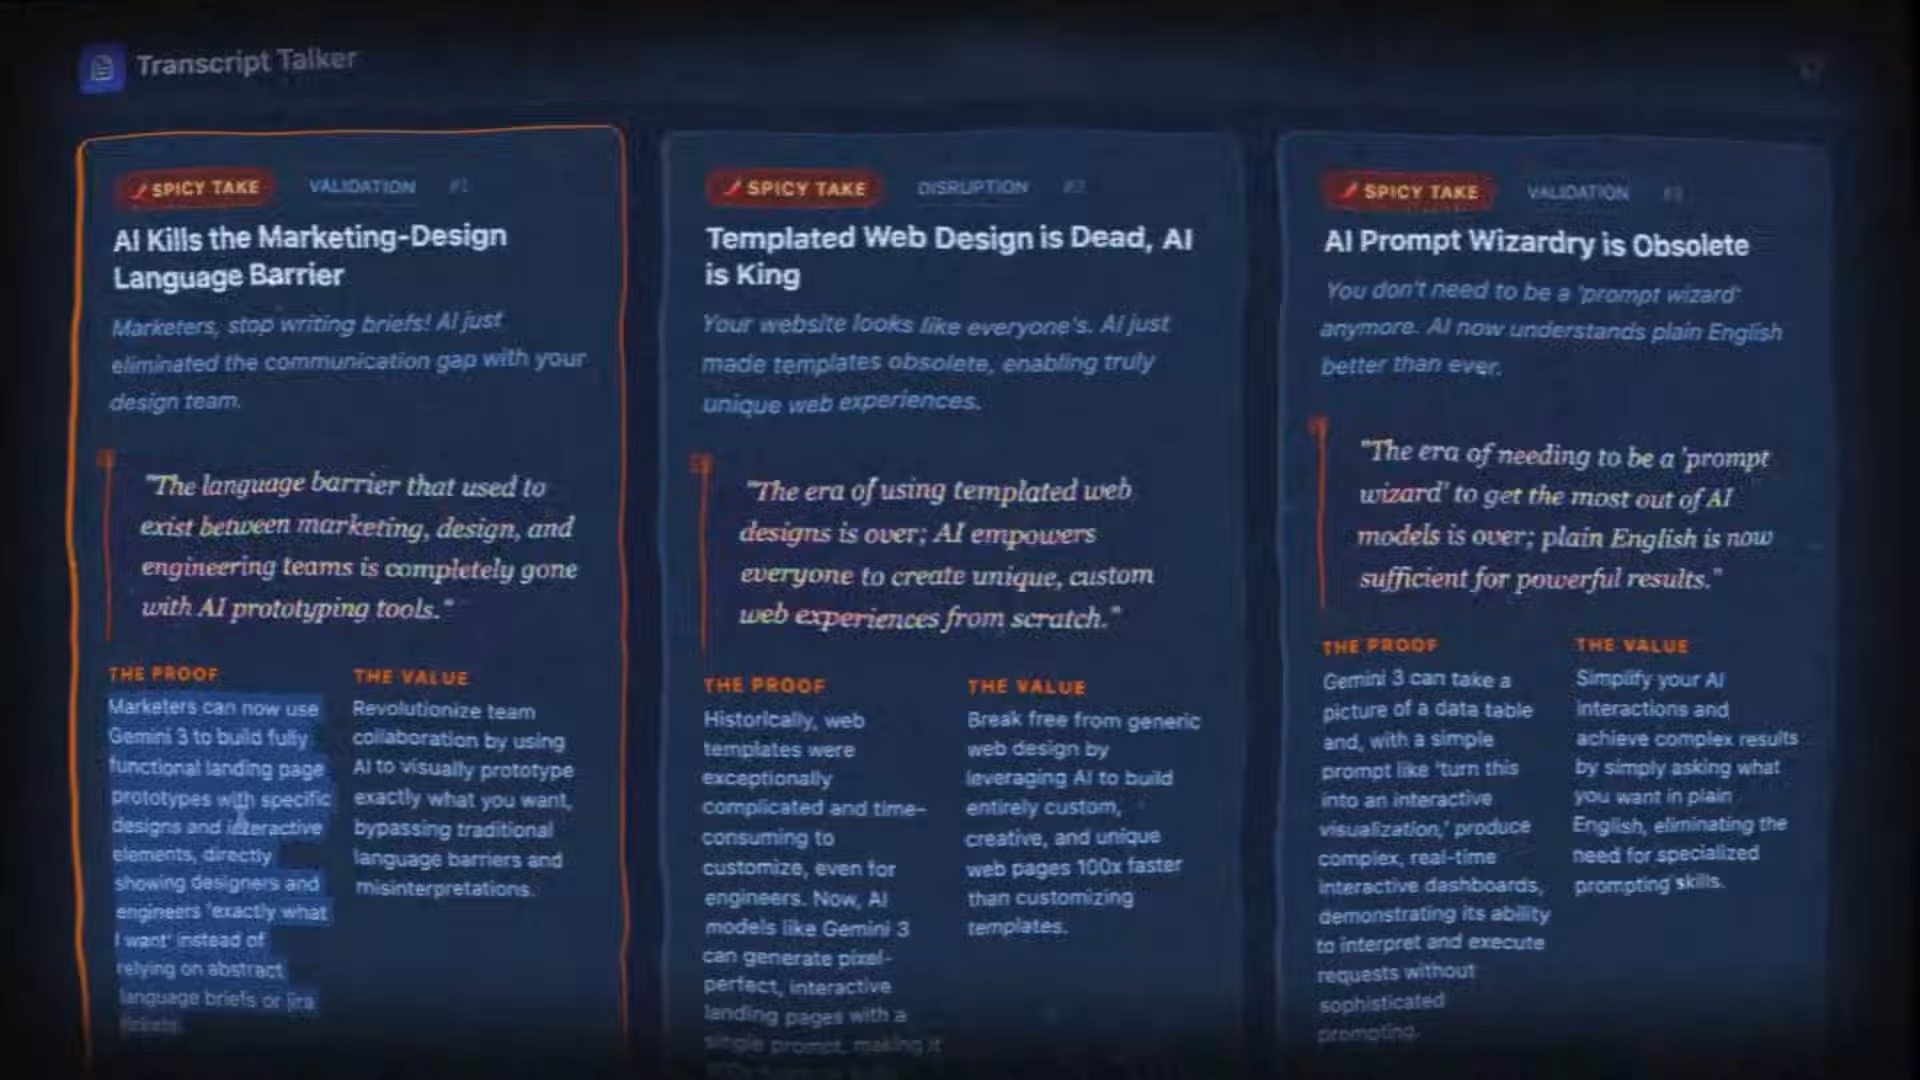 Transcript Talker
SPICY TAKE VALIDATION #1
AI Kills the Marketing-Design
Language Barrier
Marketers, stop writing briefs! AI just
eliminated the communication gap with your
design team.
"The language barrier that used to
exist between marketing, design, and
engineering teams is completely gone
with AI prototyping tools."
THE PROOF
Marketers can now use
Gemini 3 to build fully
functional landing page
prototypes with specific
designs and interactive
elements, directly
showing designers and
engineers 'exactly what
I want' instead of
relying on abstract
language briefs or jira
tickets.
THE VALUE
Revolutionize team
collaboration by using
AI to visually prototype
exactly what you want,
bypassing traditional
language barriers and
misinterpretations.
SPICY TAKE DISRUPTION
Templated Web Design is Dead, AI
is King
Your website looks like everyone's. AI just
made templates obsolete, enabling truly
unique web experiences.
"The era of using templated web
designs is over; AI empowers
everyone to create unique, custom
web experiences from scratch."
THE PROOF
Historically, web
templates were
exceptionally
complicated and time-
consuming to
customize, even for
engineers. Now, AI
models like Gemini 3
can generate pixel-
perfect, interactive
landing pages with a
single prompt, making it
THE VALUE
Break free from generic
web design by
leveraging AI to build
entirely custom,
creative, and unique
web pages 100x faster
than customizing
templates.
SPICY TAKE VALIDATION
AI Prompt Wizardry is Obsolete
You don't need to be a 'prompt wizard'
anymore. AI now understands plain English
better than ever.
"The era of needing to be a 'prompt
wizard' to get the most out of AI
models is over; plain English is now
sufficient for powerful results."
THE PROOF
Gemini 3 can take a
picture of a data table
and, with a simple
prompt like 'turn this
into an interactive
visualization,' produce
complex, real-time
interactive dashboards,
demonstrating its ability
to interpret and execute
requests without
sophisticated
prompting.
THE VALUE
Simplify your AI
interactions and
achieve complex results
by simply asking what
you want in plain
English, eliminating the
need for specialized
prompting skills.